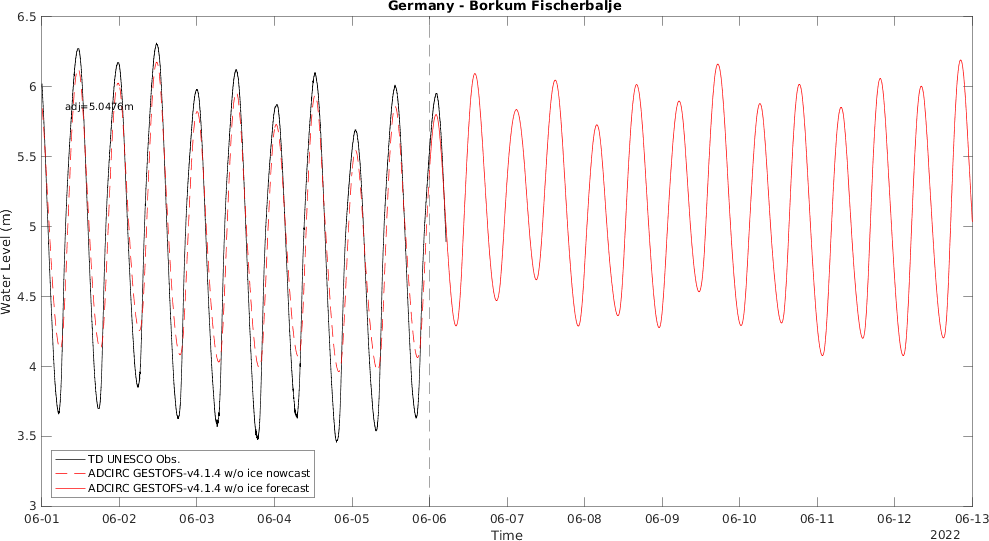 Germany - Borkum Fischerbalje
6.5
6
adj=5.0476m
5.5
5
4.5
4
3.5
3
Water Level (m)
TD UNESCO Obs.
ADCIRC GESTOFS-v4.1.4 w/o ice nowcast
ADCIRC GESTOFS-v4.1.4 w/o ice forecast
06-01 06-02 06-03 06-04 06-05 06-06 06-07 06-08 06-09 06-10 06-11 06-12 06-13
Time
2022